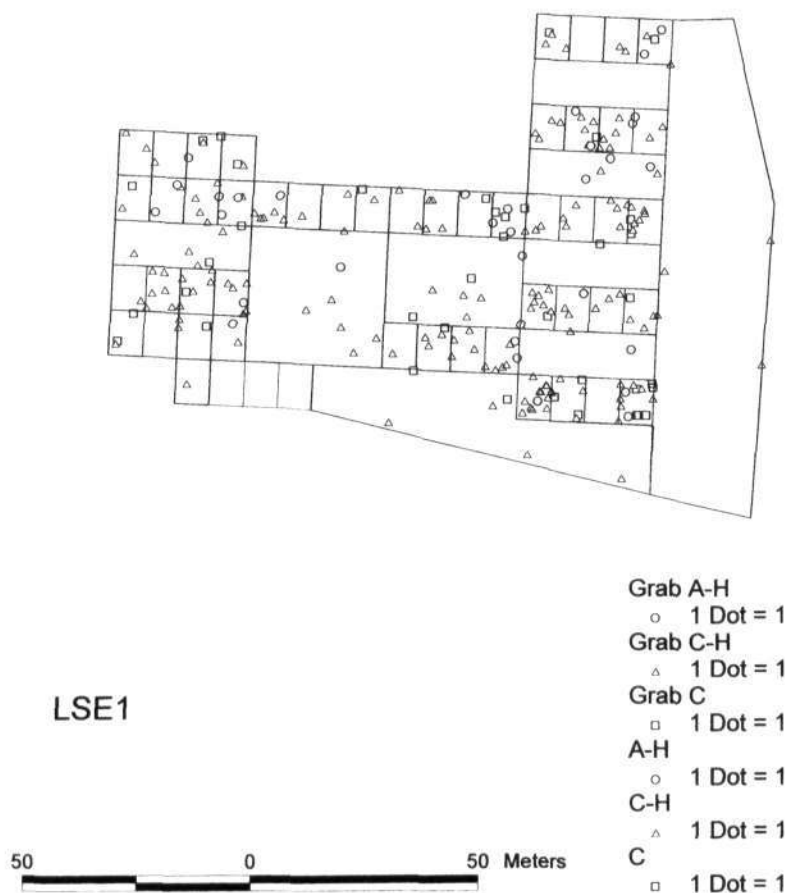 Grab A-H
1 Dot = 1
Grab C-H
1 Dot = 1
Grab C
1 Dot = 1
A-H
1 Dot = 1
C-H
1 Dot = 1
C
1 Dot = 1
LSE1
50 0 50 Meters